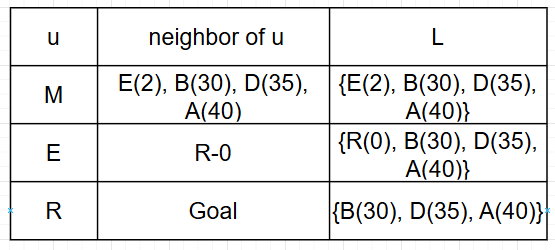 u
neighbor of u
L
M
E(2), B(30), D(35),
A(40)
{E(2), B(30), D(35),
A(40)}
E
R-0
{R(0), B(30), D(35),
A(40)}
R
Goal
{B(30), D(35), A(40)}